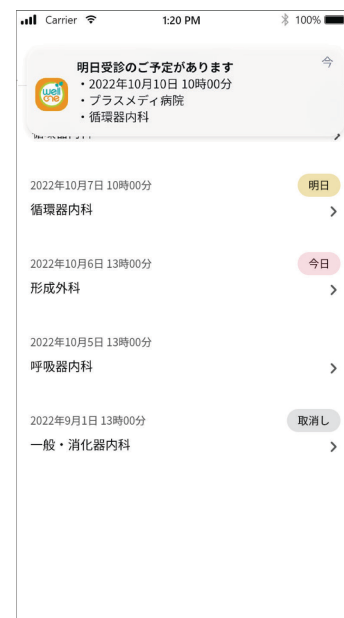 Carrier 1:20 PM 100%
明日受診のご予定があります 今
・2022年10月10日 10時00分
・プラスメディ病院
・循環器内科
well one
2022年10月7日 10時00分 明日
循環器内科
2022年10月6日 13時00分 今日
形成外科
2022年10月5日 13時00分
呼吸器内科
2022年9月1日 13時00分 取消し
一般・消化器内科